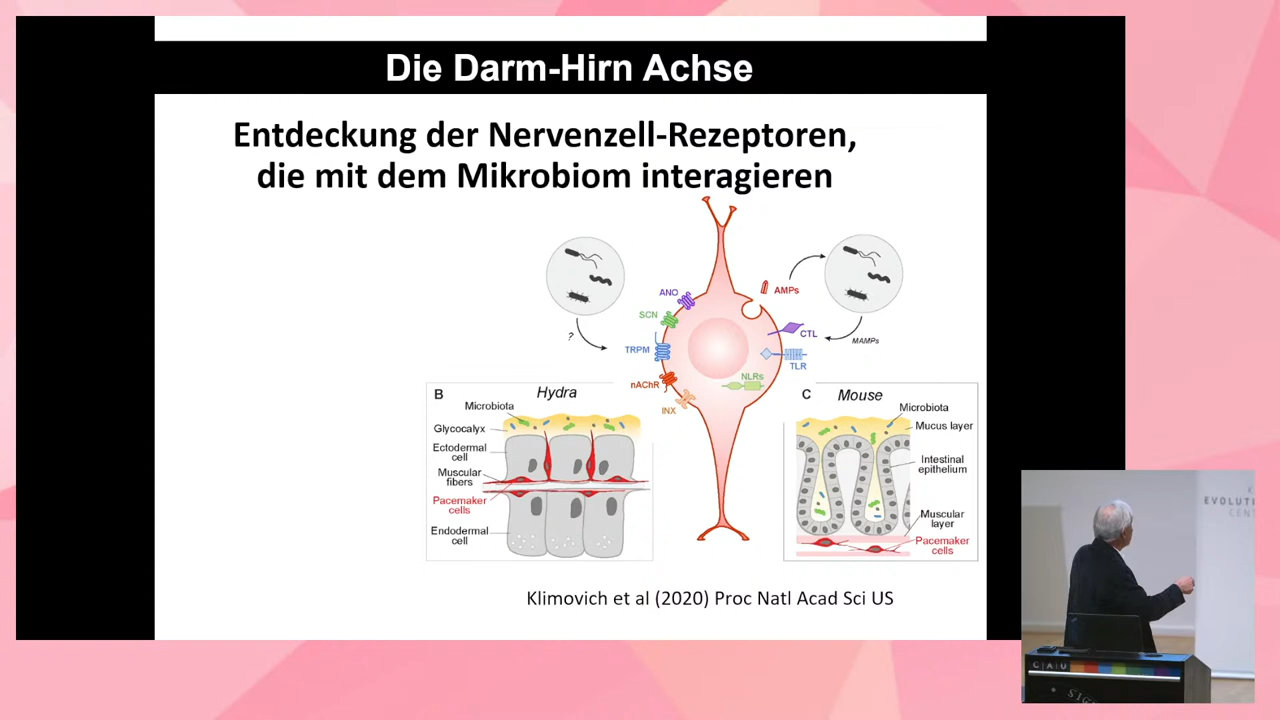 Die Darm-Hirn Achse
Entdeckung der Nervenzell-Rezeptoren,
die mit dem Mikrobiom interagieren
ANO
SCN
?
TRPM
nAChR
INX
AMPs
CTL
MAMPs
TLR
NLRs
B
Hydra
Microbiota
Glycocalyx
Ectodermal
cell
Muscular
fibers
Pacemaker
cells
Endodermal
cell
C
Mouse
Microbiota
Mucus layer
Intestinal
epithelium
Muscular
layer
Pacemaker
cells
Klimovich et al (2020) Proc Natl Acad Sci US
C|A|U